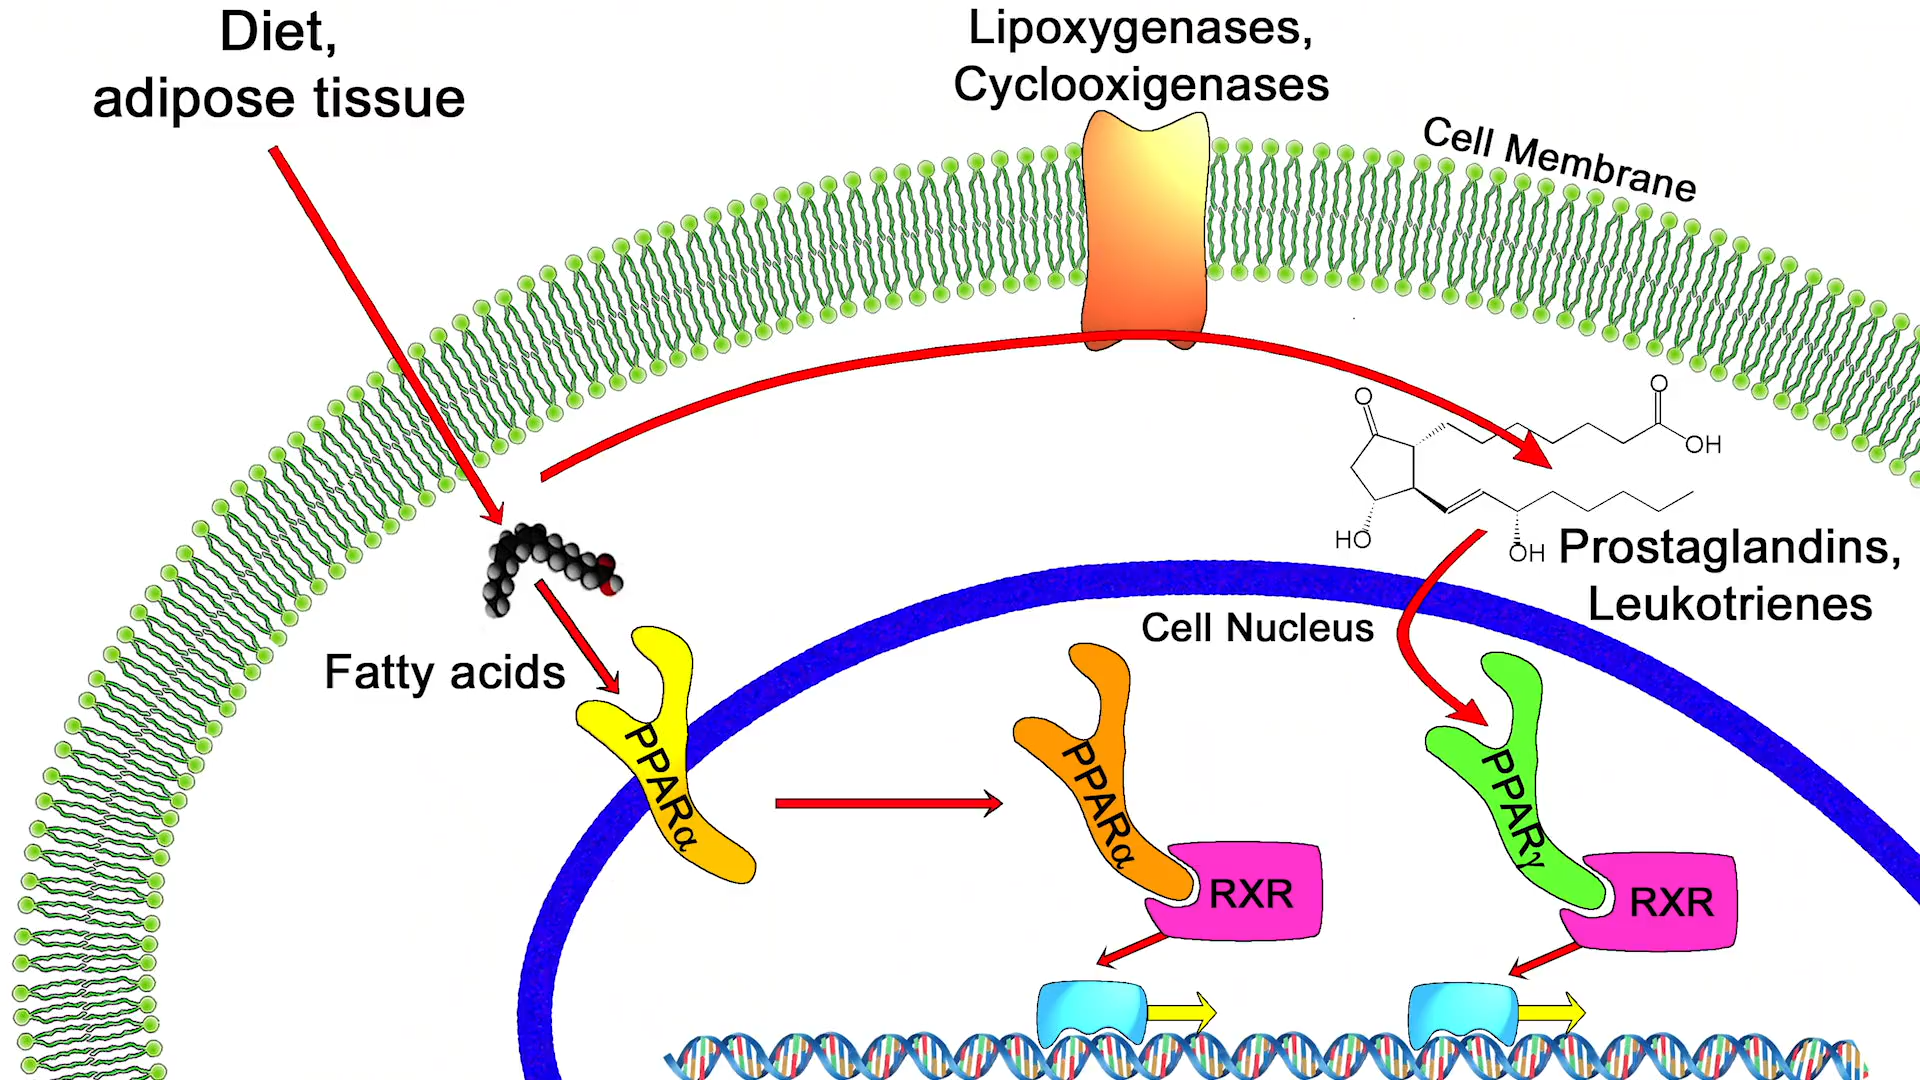 Diet,
adipose tissue
Lipoxygenases,
Cyclooxigenases
Cell Membrane
O
O
OH
HO
OH
Prostaglandins,
Leukotrienes
Cell Nucleus
Fatty acids
PPARα
PPARα
PPARγ
RXR
RXR